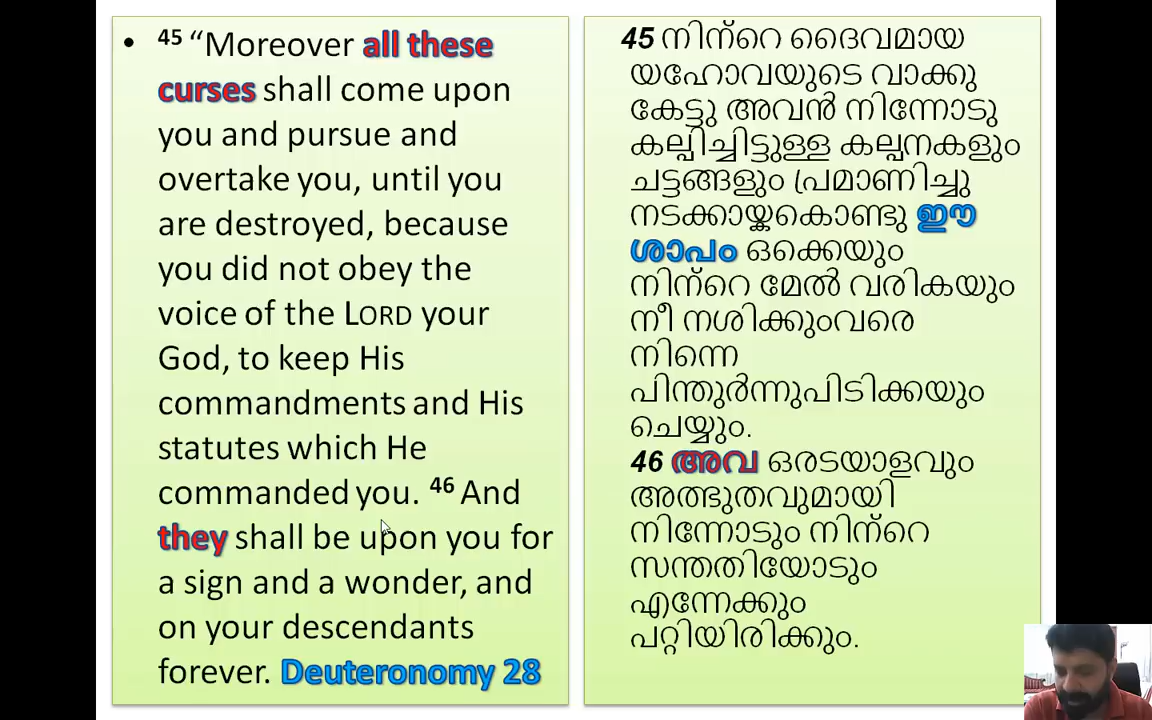 • 45 “Moreover all these
curses shall come upon
you and pursue and
overtake you, until you
are destroyed, because
you did not obey the
voice of the LORD your
God, to keep His
commandments and His
statutes which He
commanded you. 46 And
they shall be upon you for
a sign and a wonder, and
on your descendants
forever. Deuteronomy 28
45 നിന്റെ ദൈവമായ
യഹോവയുടെ വാക്കു
കേട്ടു അവൻ നിന്നോടു
കല്പിച്ചിട്ടുള്ള കല്പനകളും
ചട്ടങ്ങളും പ്രമാണിച്ചു
നടക്കായ്കകൊണ്ടു ഈ
ശാപം ഒക്കെയും
നിന്റെ മേൽ വരികയും
നീ നശിക്കുംവരെ
നിന്നെ
പിന്തുർന്നുപിടിക്കയും
ചെയ്യും.
46 അവ ഒരടയാളവും
അത്ഭുതവുമായി
നിന്നോടും നിന്റെ
സന്തതിയോടും
എന്നേക്കും
പറ്റിയിരിക്കും.